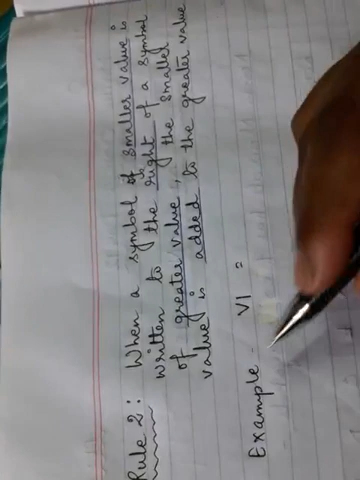 Rule 2: When a symbol of smaller value is
written to the right of a symbol
of greater value, the smaller
value is added to the greater value
Example VI =